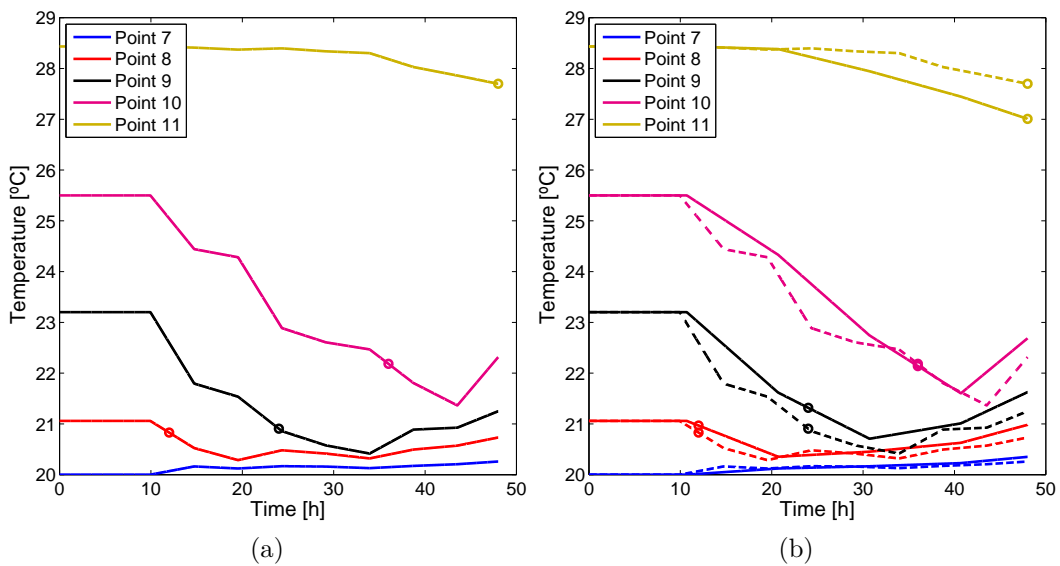 29
28
27
26
25
24
23
22
21
20
Temperature [ºC]
0
10
20
30
40
50
Time [h]
Point 7
Point 8
Point 9
Point 10
Point 11
(a)
29
28
27
26
25
24
23
22
21
20
Temperature [ºC]
0
10
20
30
40
50
Time [h]
Point 7
Point 8
Point 9
Point 10
Point 11
(b)